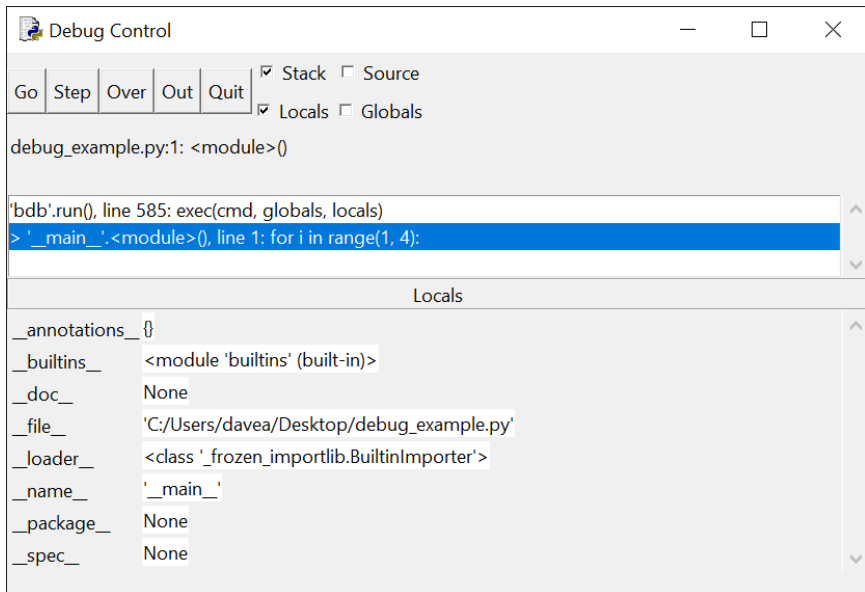 Debug Control
Go Step Over Out Quit Stack Source
Locals Globals
debug_example.py:1: <module>()
'bdb'.run(), line 585: exec(cmd, globals, locals)
> '__main__'.<module>(), line 1: for i in range(1, 4):
Locals
__annotations__ {}
__builtins__ <module 'builtins' (built-in)>
__doc__ None
__file__ 'C:/Users/davea/Desktop/debug_example.py'
__loader__ <class '_frozen_importlib.BuiltinImporter'>
__name__ '__main__'
__package__ None
__spec__ None